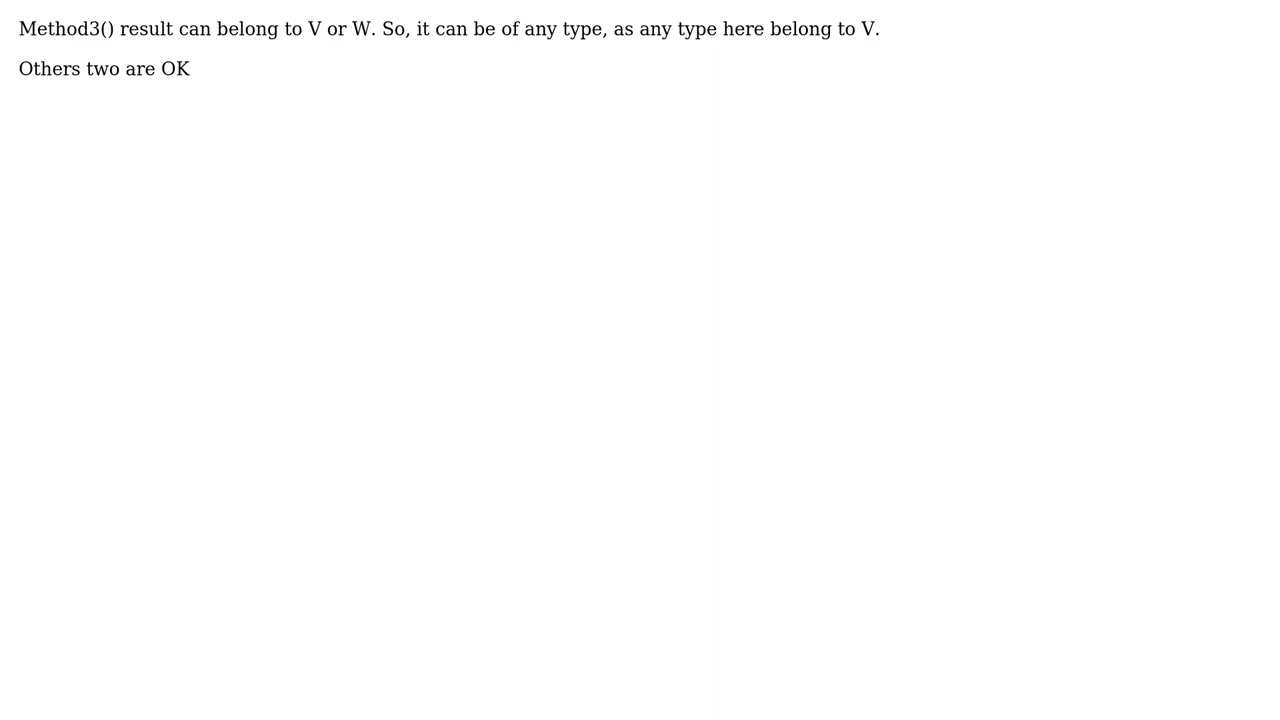 Method3() result can belong to V or W. So, it can be of any type, as any type here belong to V.
Others two are OK